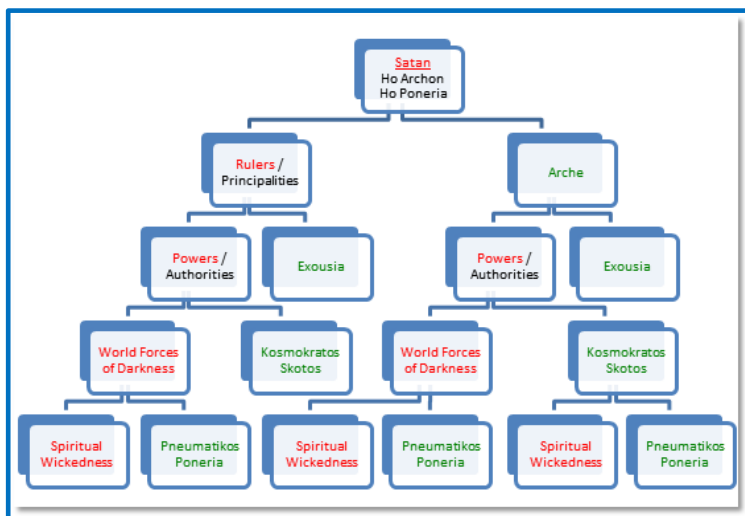 Satan
Ho Archon
Ho Poneria
Rulers /
Principalities
Arche
Powers /
Authorities
Exousia
Powers /
Authorities
Exousia
World Forces
of Darkness
Kosmokratos
Skotos
World Forces
of Darkness
Kosmokratos
Skotos
Spiritual
Wickedness
Pneumatikos
Poneria
Spiritual
Wickedness
Pneumatikos
Poneria
Spiritual
Wickedness
Pneumatikos
Poneria